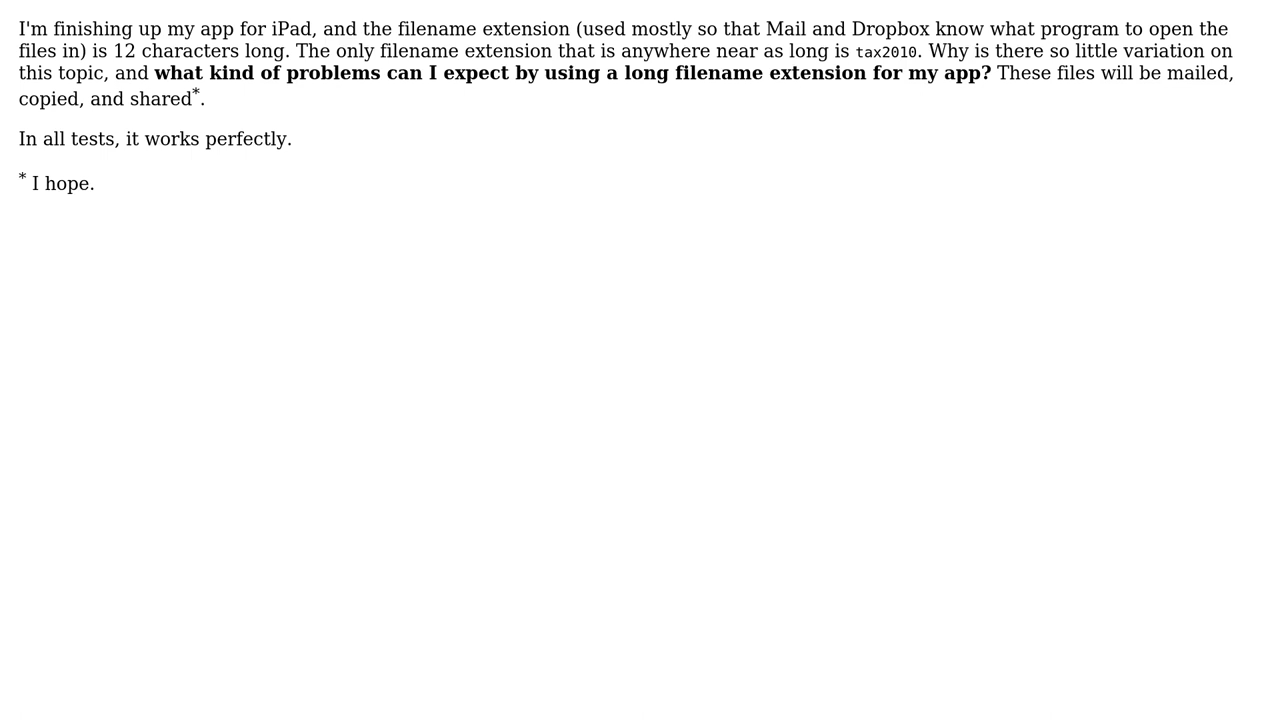 I'm finishing up my app for iPad, and the filename extension (used mostly so that Mail and Dropbox know what program to open the
files in) is 12 characters long. The only filename extension that is anywhere near as long is tax2010. Why is there so little variation on
this topic, and what kind of problems can I expect by using a long filename extension for my app? These files will be mailed,
copied, and shared*.
In all tests, it works perfectly.
* I hope.